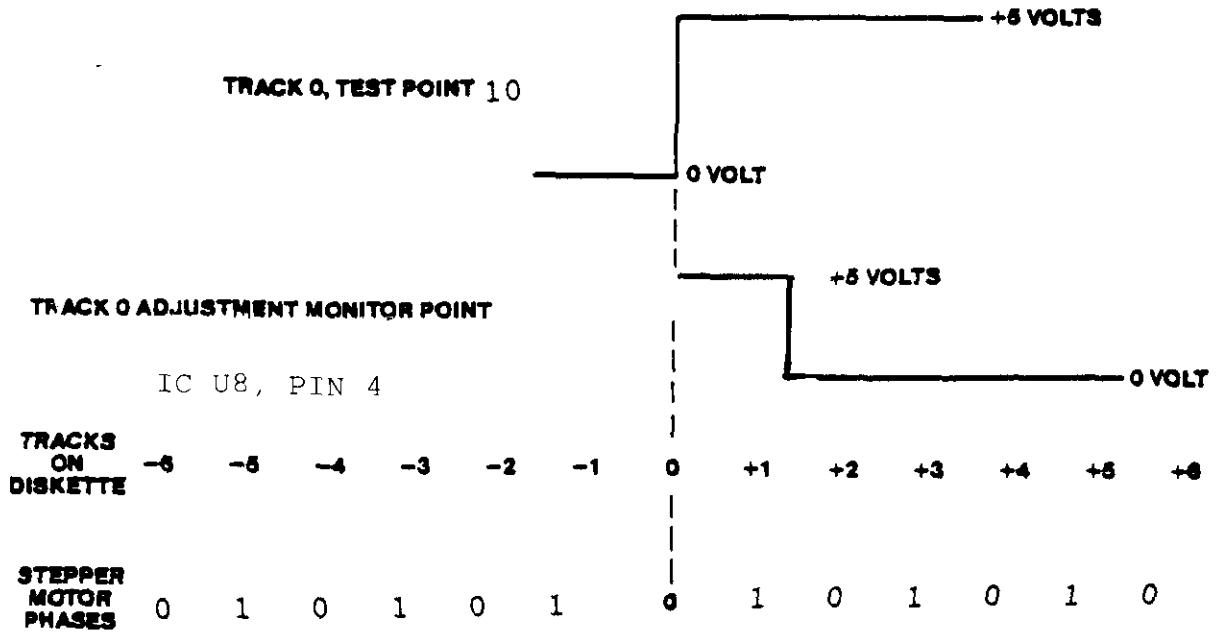 +5 VOLTS
TRACK 0, TEST POINT 10
0 VOLT
+5 VOLTS
TRACK 0 ADJUSTMENT MONITOR POINT
0 VOLT
IC U8, PIN 4
TRACKS ON DISKETTE -6 -5 -4 -3 -2 -1 0 +1 +2 +3 +4 +5 +6
STEPPER MOTOR PHASES 0 1 0 1 0 1 0 1 0 1 0 1 0